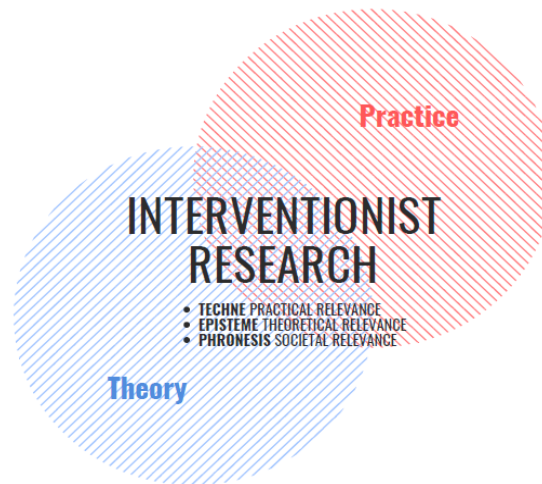 Practice
INTERVENTIONIST
RESEARCH
• TECHNE PRACTICAL RELEVANCE
• EPISTEME THEORETICAL RELEVANCE
• PHRONESIS SOCIETAL RELEVANCE
Theory